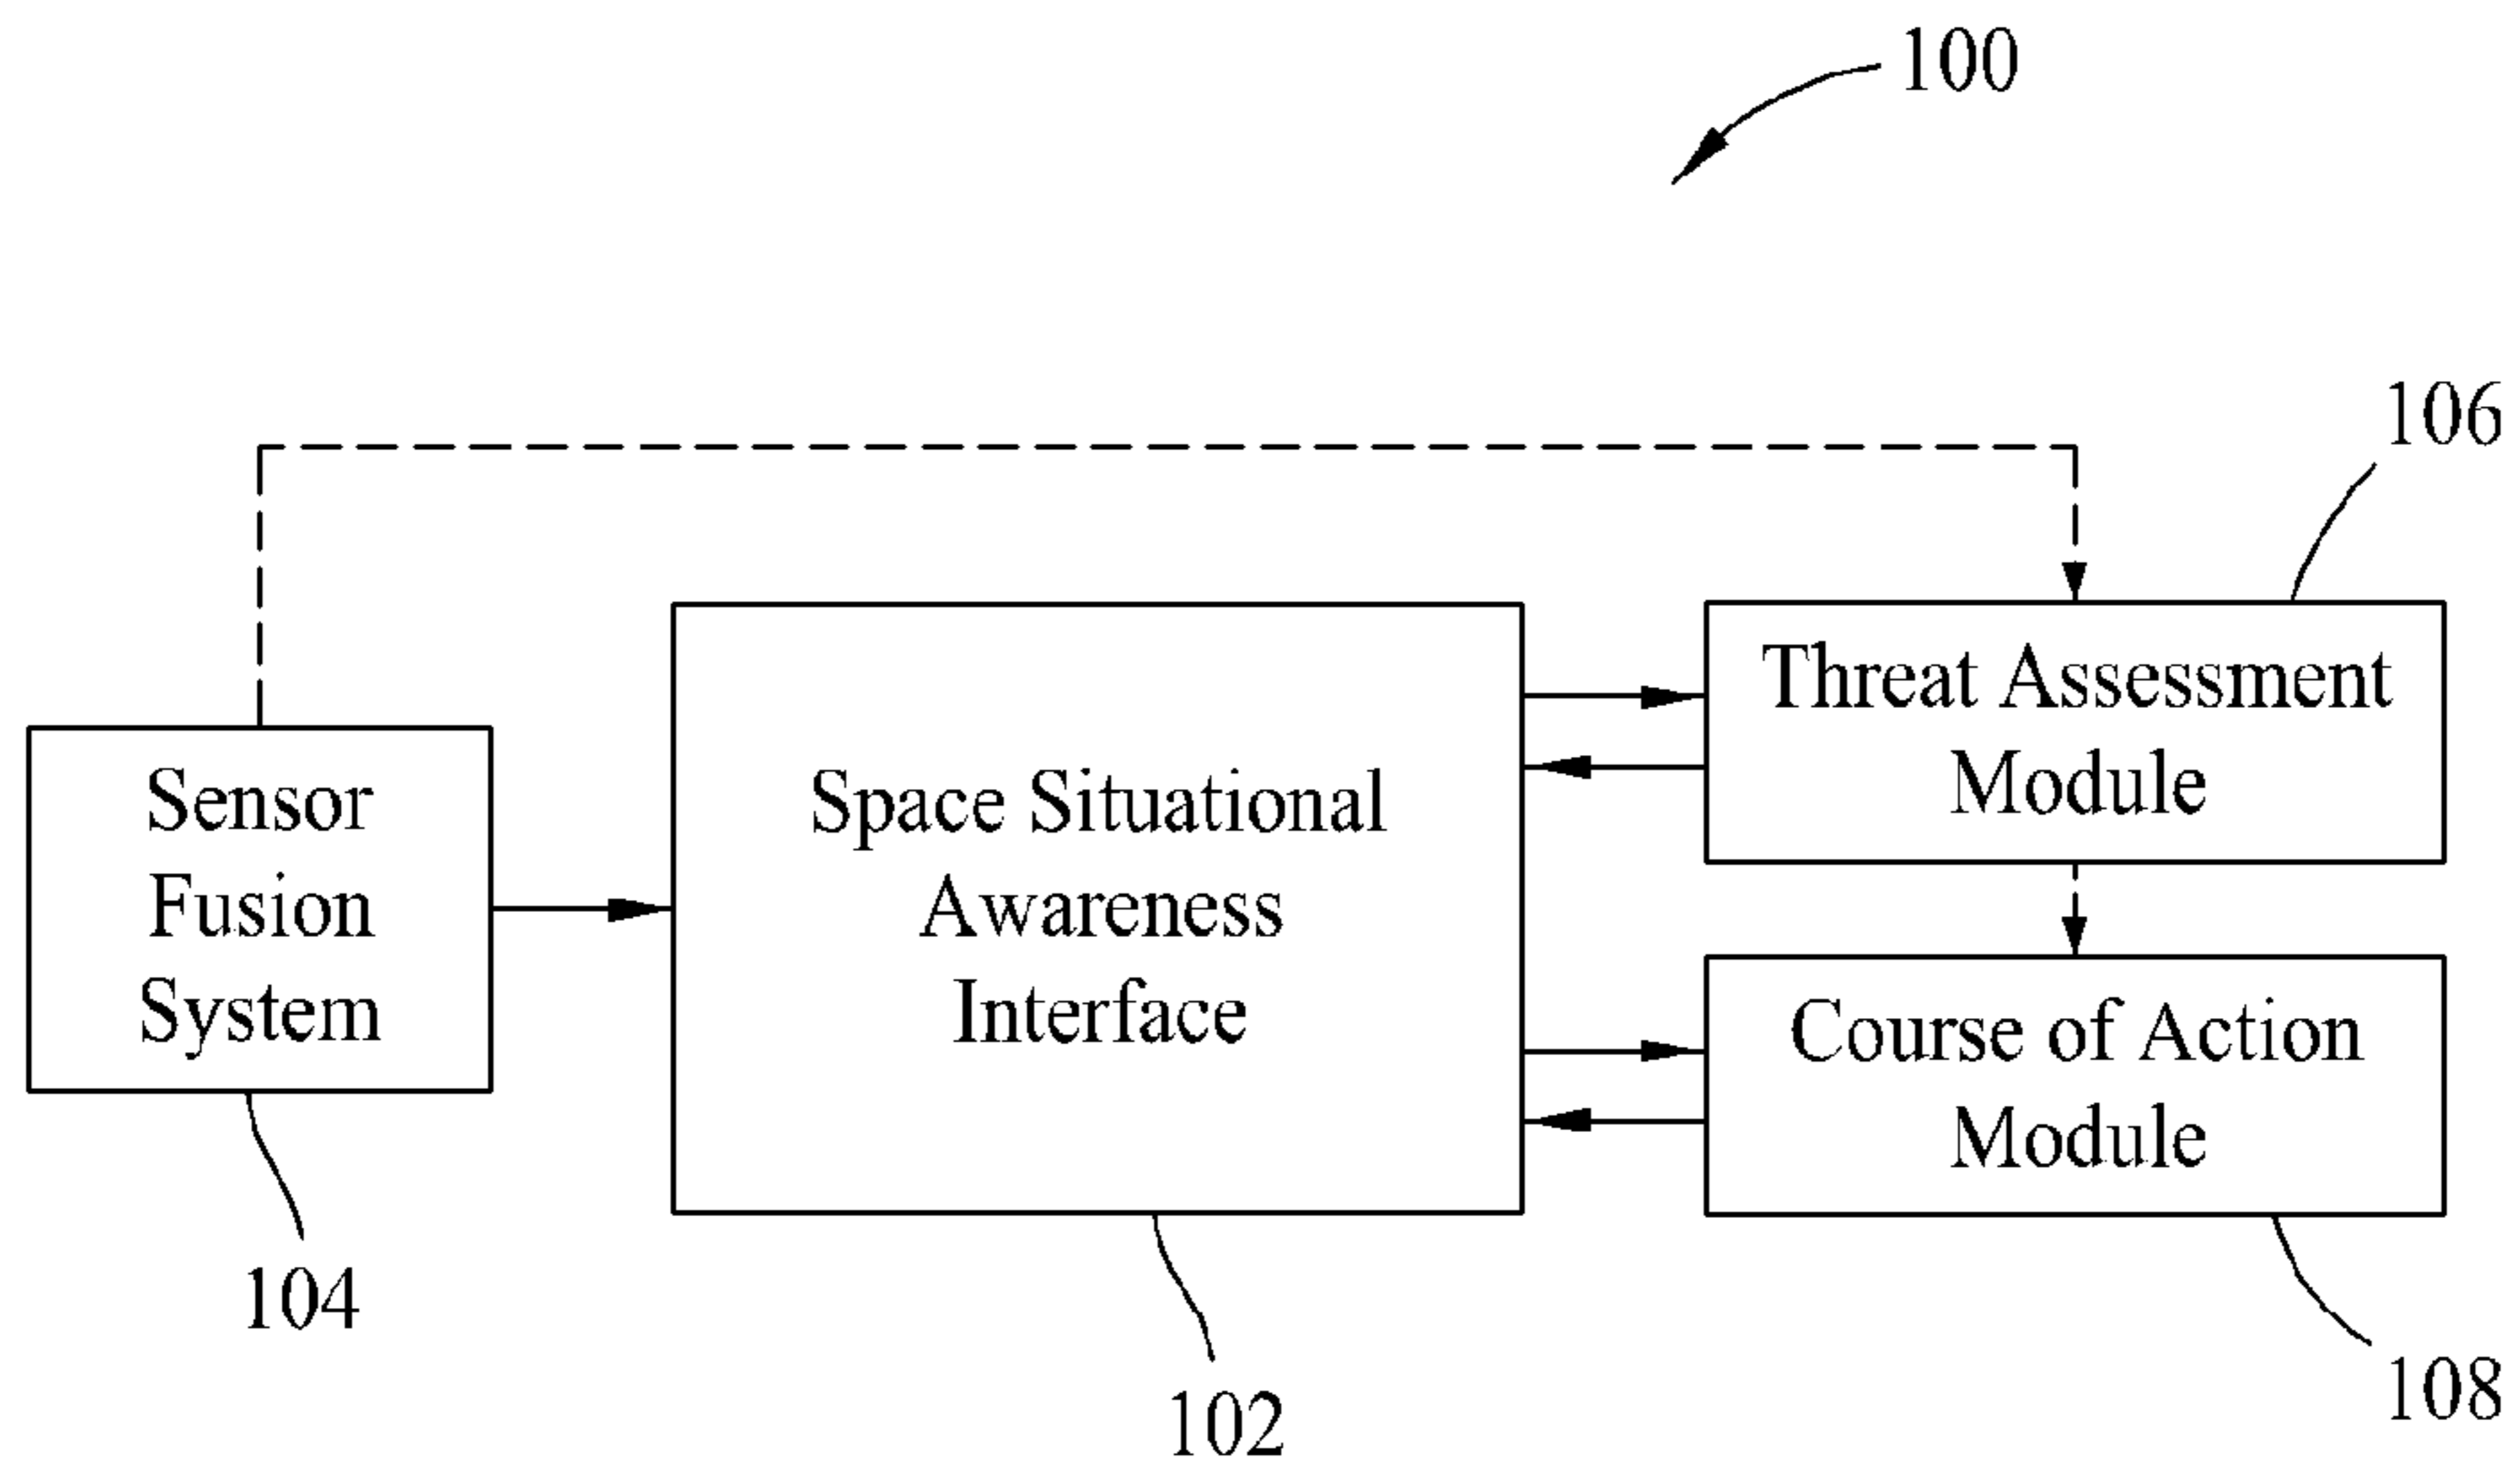 100
106
Threat Assessment
Module
Sensor
Fusion
System
Space Situational
Awareness
Interface
Course of Action
Module
104
102
108